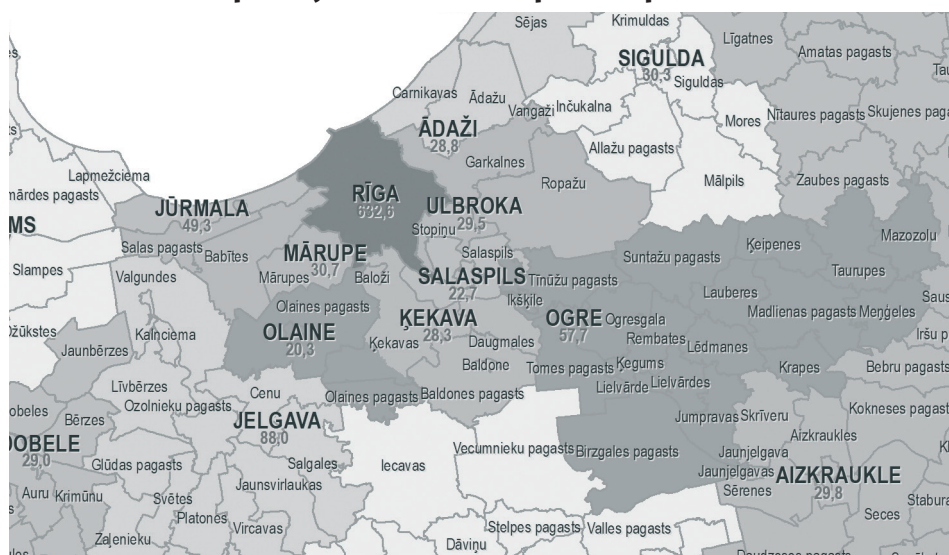 Sējas
Krimuldas
Līgatnes
SIGULDA
30,3
Amatas pagasts
Siguldas
Carnikavas
Ādažu
Vangaži
Inčukalna
Mores
Nītaures pagasts
Skujenes paga
ĀDAŽI
28,8
Allažu pagasts
Garkalnes
Lapmežciema
Ropažu
Mālpils
Zaubes pagasts
mārdes pagasts
RĪGA
632,6
JŪRMALA
49,3
ULBROKA
29,5
MS
Stopiņu
Mazozolu
Salas pagasts
Babītes
MĀRUPE
30,7
Salaspils
Suntažu pagasts
Ķeipenes
Slampes
Valgundes
Mārupes
Baloži
SALASPILS
22,7
Tīnūžu pagasts
Taurupes
Lauberes
Ikšķile
Olaines pagasts
Madlienas pagasts
Meņģeles
Džūkstes
Kalnciema
OLAINE
20,3
ĶEKAVA
28,3
OGRE
57,7
Ogresgala
Jaunbērzes
Ķekavas
Daugmales
Rembates
Lēdmanes
Baldone
Tomes pagasts
Ķegums
Krapes
Bebru pagasts
Līvbērzes
Cenu
Lielvārde
Lielvārdes
Ozolnieku pagasts
Olaines pagasts
Baldones pagasts
Kokneses pagast
obeles
Bērzes
JELGAVA
88,0
Jumpravas
Skrīveru
Aizkraukles
DOBELE
29,0
Vecumnieku pagasts
Birzgales pagasts
Jaunjelgava
Glūdas pagasts
Salgales
Iecavas
Jaunjelgavas
AIZKRAUKLE
29,8
Jaunsvirlaukas
Sērenes
Auru
Krimūnu
Svētes
Stabura
Platones
Seces
Vircavas
Stelpes pagasts
Valles pagasts
Zaļenieku
Dāviņu
Daudzeses pagasts